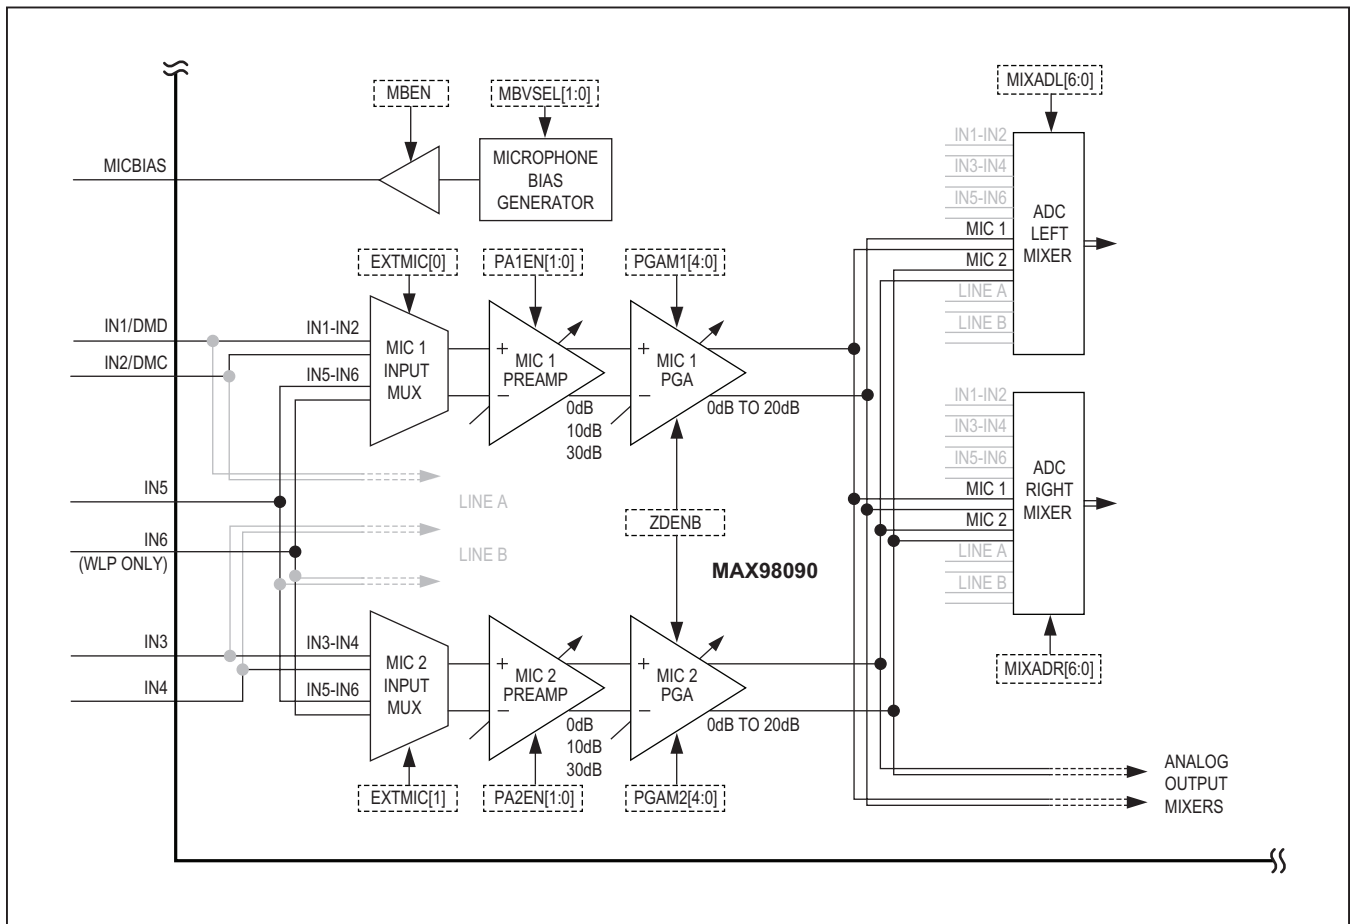 MBEN
MBVSEL[1:0]
MIXADL[6:0]
MICBIAS
MICROPHONE
BIAS
GENERATOR
IN1-IN2
IN3-IN4
IN5-IN6
MIC 1
MIC 2
LINE A
LINE B
ADC
LEFT
MIXER
EXTMIC[0]
PA1EN[1:0]
PGAM1[4:0]
IN1/DMD
IN2/DMC
IN1-IN2
IN5-IN6
MIC 1
INPUT
MUX
+
MIC 1
PREAMP
−
0dB
10dB
30dB
+
MIC 1
PGA
−
0dB TO 20dB
IN1-IN2
IN3-IN4
IN5-IN6
MIC 1
MIC 2
LINE A
LINE B
ADC
RIGHT
MIXER
IN5
LINE A
ZDENB
IN6
(WLP ONLY)
LINE B
MAX98090
IN3
IN4
IN3-IN4
IN5-IN6
MIC 2
INPUT
MUX
+
MIC 2
PREAMP
−
0dB
10dB
30dB
+
MIC 2
PGA
−
0dB TO 20dB
MIXADR[6:0]
EXTMIC[1]
PA2EN[1:0]
PGAM2[4:0]
ANALOG
OUTPUT
MIXERS